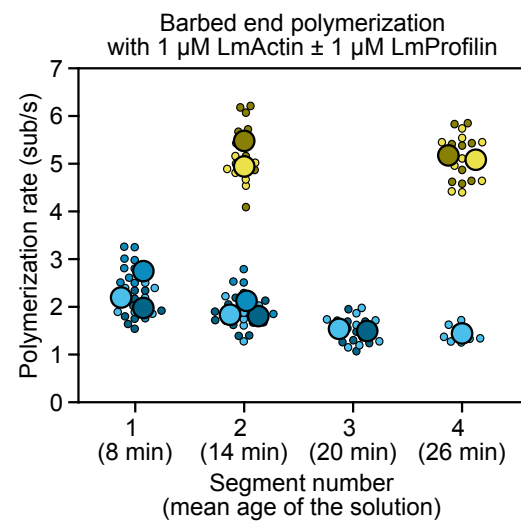 Barbed end polymerization
with 1 µM LmActin ± 1 µM LmProfilin
Polymerization rate (sub/s)
7
6
5
4
3
2
1
0
1 2 3 4
(8 min) (14 min) (20 min) (26 min)
Segment number
(mean age of the solution)